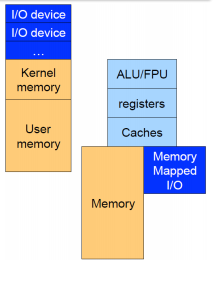 I/O device
I/O device
...
Kernel
memory
User
memory
ALU/FPU
registers
Caches
Memory
Memory
Mapped
I/O